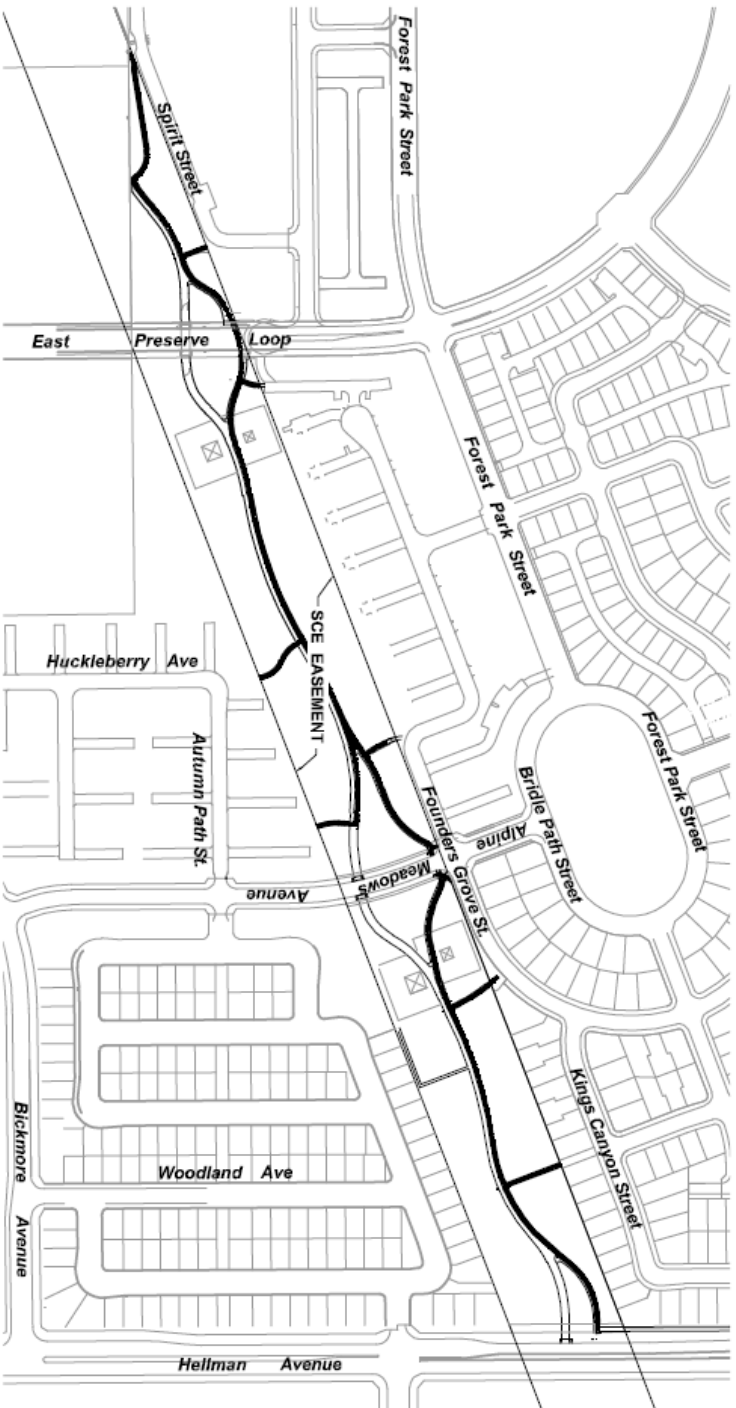 Forest Park Street
Spirit Street
East Preserve Loop
Forest Park Street
SCE EASEMENT
Huckleberry Ave
Autumn Path St.
Forest Park Street
Bridle Path Street
Founders Grove St.
Alpine
Meadows
Avenue
Kings Canyon Street
Bickmore Avenue
Woodland Ave
Hellman Avenue